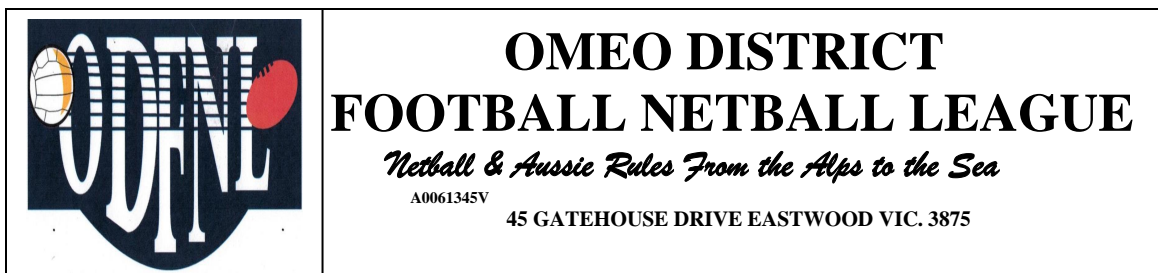 ODFNL
OMEO DISTRICT
FOOTBALL NETBALL LEAGUE
Netball & Aussie Rules From the Alps to the Sea
A0061345V
45 GATEHOUSE DRIVE EASTWOOD VIC. 3875